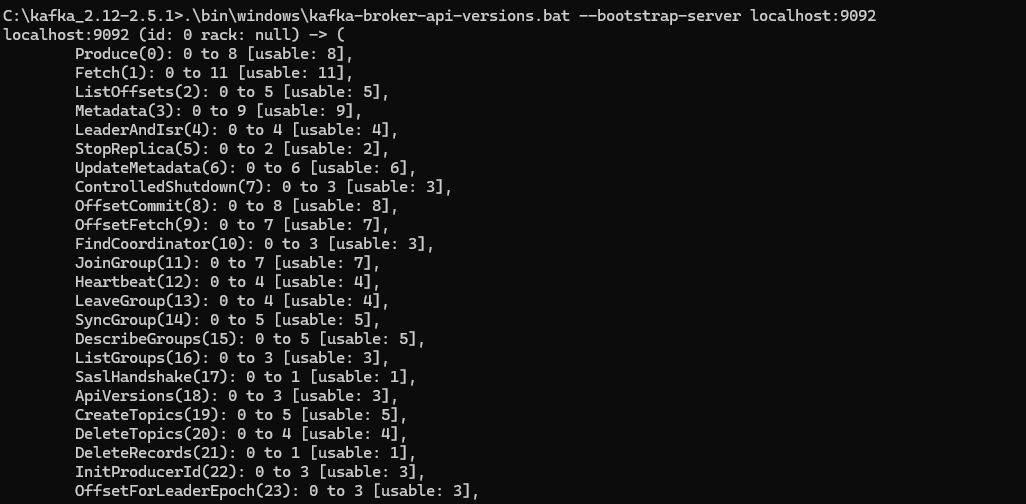 C:\kafka_2.12-2.5.1>.\bin\windows\kafka-broker-api-versions.bat --bootstrap-server localhost:9092
localhost:9092 (id: 0 rack: null) -> (
        Produce(0): 0 to 8 [usable: 8],
        Fetch(1): 0 to 11 [usable: 11],
        ListOffsets(2): 0 to 5 [usable: 5],
        Metadata(3): 0 to 9 [usable: 9],
        LeaderAndIsr(4): 0 to 4 [usable: 4],
        StopReplica(5): 0 to 2 [usable: 2],
        UpdateMetadata(6): 0 to 6 [usable: 6],
        ControlledShutdown(7): 0 to 3 [usable: 3],
        OffsetCommit(8): 0 to 8 [usable: 8],
        OffsetFetch(9): 0 to 7 [usable: 7],
        FindCoordinator(10): 0 to 3 [usable: 3],
        JoinGroup(11): 0 to 7 [usable: 7],
        Heartbeat(12): 0 to 4 [usable: 4],
        LeaveGroup(13): 0 to 4 [usable: 4],
        SyncGroup(14): 0 to 5 [usable: 5],
        DescribeGroups(15): 0 to 5 [usable: 5],
        ListGroups(16): 0 to 3 [usable: 3],
        SaslHandshake(17): 0 to 1 [usable: 1],
        ApiVersions(18): 0 to 3 [usable: 3],
        CreateTopics(19): 0 to 5 [usable: 5],
        DeleteTopics(20): 0 to 4 [usable: 4],
        DeleteRecords(21): 0 to 1 [usable: 1],
        InitProducerId(22): 0 to 3 [usable: 3],
        OffsetForLeaderEpoch(23): 0 to 3 [usable: 3],